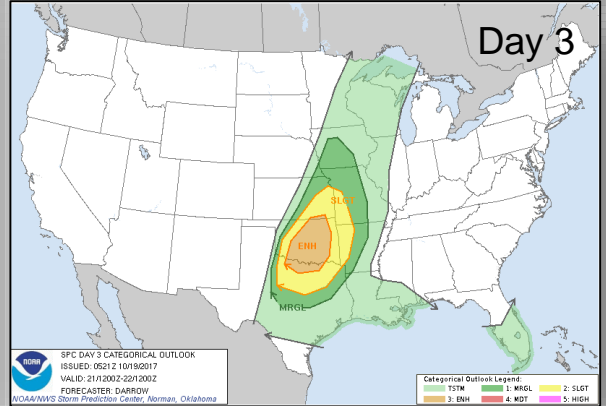 Day 3
SLGT
ENH
MRGL
NOAA
SPC DAY 3 CATEGORICAL OUTLOOK
ISSUED: 0521Z 10/19/2017
VALID: 21/1200Z-22/1200Z
FORECASTER: DARROW
NOAA/NWS Storm Prediction Center, Norman, Oklahoma
Categorical Outlook Legend:
TSTM 1: MRGL 2: SLGT
3: ENH 4: MDT 5: HIGH